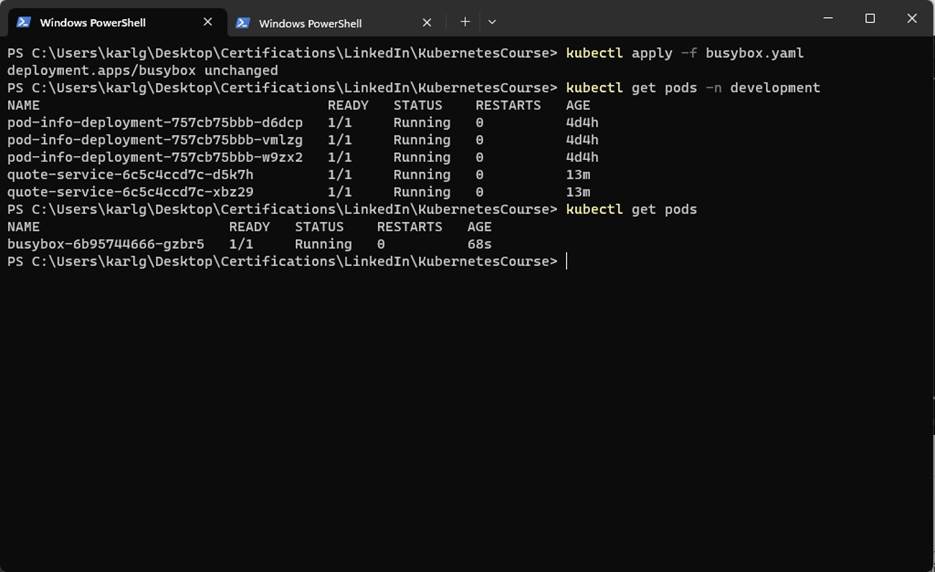 Windows PowerShell
Windows PowerShell
PS C:\Users\karlg\Desktop\Certifications\LinkedIn\KubernetesCourse> kubectl apply -f busybox.yaml
deployment.apps/busybox unchanged
PS C:\Users\karlg\Desktop\Certifications\LinkedIn\KubernetesCourse> kubectl get pods -n development
NAME READY STATUS RESTARTS AGE
pod-info-deployment-757cb75bbb-d6dcp 1/1 Running 0 4d4h
pod-info-deployment-757cb75bbb-vmlzg 1/1 Running 0 4d4h
pod-info-deployment-757cb75bbb-w9zx2 1/1 Running 0 4d4h
quote-service-6c5c4ccd7c-d5k7h 1/1 Running 0 13m
quote-service-6c5c4ccd7c-xbz29 1/1 Running 0 13m
PS C:\Users\karlg\Desktop\Certifications\LinkedIn\KubernetesCourse> kubectl get pods
NAME READY STATUS RESTARTS AGE
busybox-6b95744666-gzbr5 1/1 Running 0 68s
PS C:\Users\karlg\Desktop\Certifications\LinkedIn\KubernetesCourse>